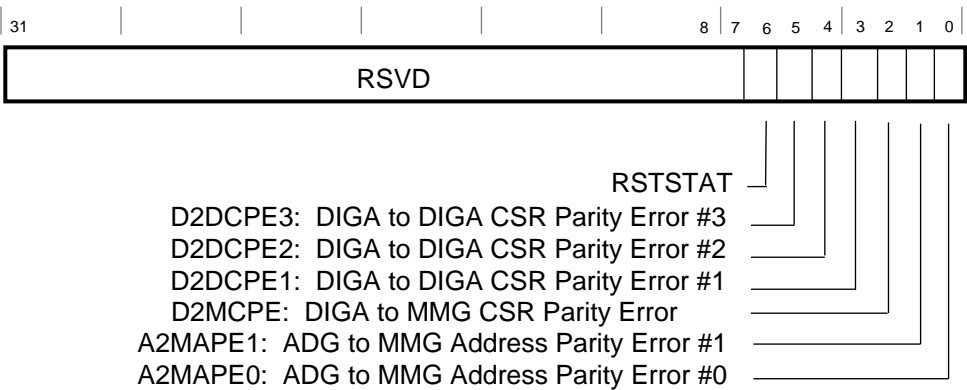 31 8 7 6 5 4 3 2 1 0
RSVD
RSTSTAT
D2DCPE3: DIGA to DIGA CSR Parity Error #3
D2DCPE2: DIGA to DIGA CSR Parity Error #2
D2DCPE1: DIGA to DIGA CSR Parity Error #1
D2MCPE: DIGA to MMG CSR Parity Error
A2MAPE1: ADG to MMG Address Parity Error #1
A2MAPE0: ADG to MMG Address Parity Error #0